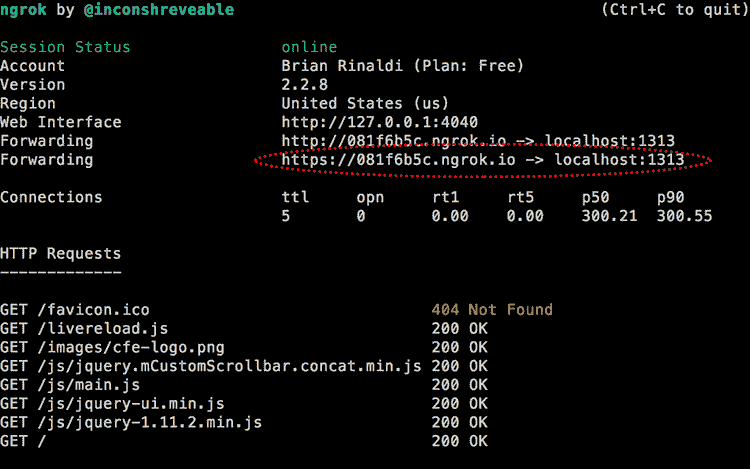 ngrok by @inconshreveable (Ctrl+C to quit)
Session Status online
Account Brian Rinaldi (Plan: Free)
Version 2.2.8
Region United States (us)
Web Interface http://127.0.0.1:4040
Forwarding http://081f6b5c.ngrok.io -> localhost:1313
Forwarding https://081f6b5c.ngrok.io -> localhost:1313
Connections ttl opn rt1 rt5 p50 p90
5 0 0.00 0.00 300.21 300.55
HTTP Requests
-------------
GET /favicon.ico 404 Not Found
GET /livereload.js 200 OK
GET /images/cfe-logo.png 200 OK
GET /js/jquery.mCustomScrollbar.concat.min.js 200 OK
GET /js/main.js 200 OK
GET /js/jquery-ui.min.js 200 OK
GET /js/jquery-1.11.2.min.js 200 OK
GET / 200 OK